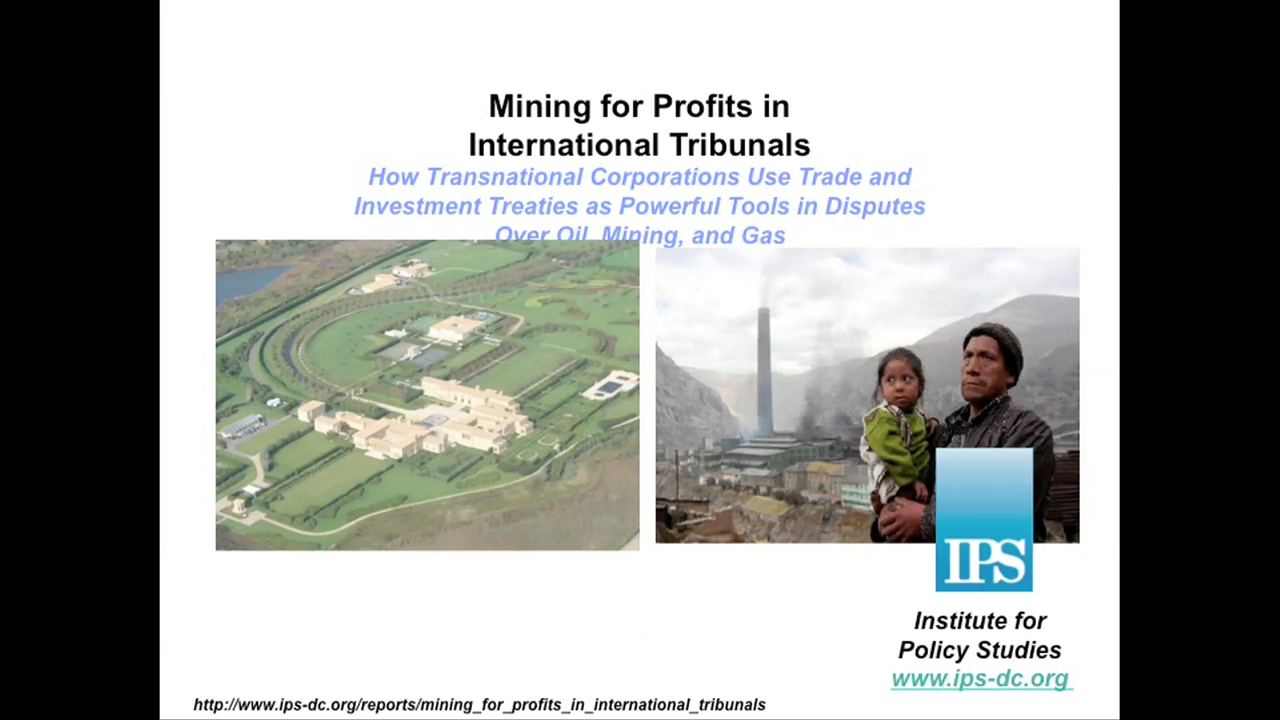 Mining for Profits in
International Tribunals
How Transnational Corporations Use Trade and
Investment Treaties as Powerful Tools in Disputes
Over Oil, Mining, and Gas
IPS
Institute for
Policy Studies
www.ips-dc.org
http://www.ips-dc.org/reports/mining_for_profits_in_international_tribunals